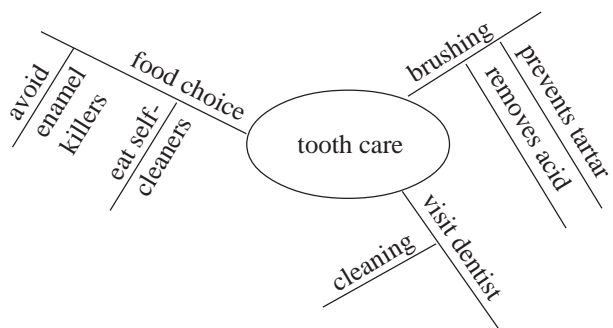 food choice
avoid
enamel
killers
eat self-
cleaners
tooth care
brushing
removes acid
prevents tartar
visit dentist
cleaning